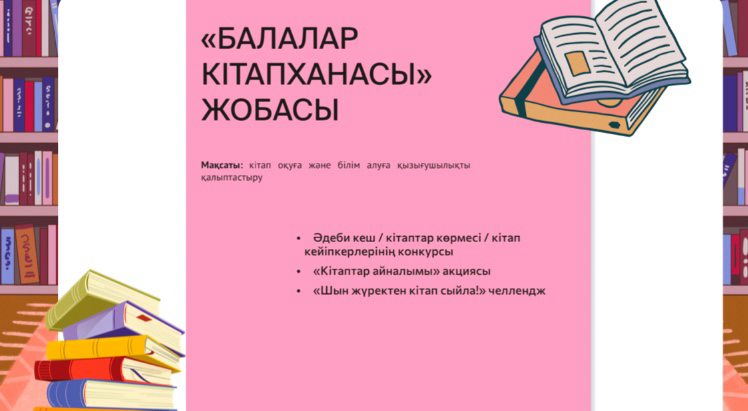 «БАЛАЛАР
КІТАПХАНАСЫ»
ЖОБАСЫ
Мақсаты: кітап оқуға және білім алуға қызығушылықты
қалыптастыру
• Әдеби кеш / кітаптар көрмесі / кітап
кейіпкерлерінің конкурсы
• «Кітаптар айналымы» акциясы
• «Шын жүректен кітап сыйла!» челлендж